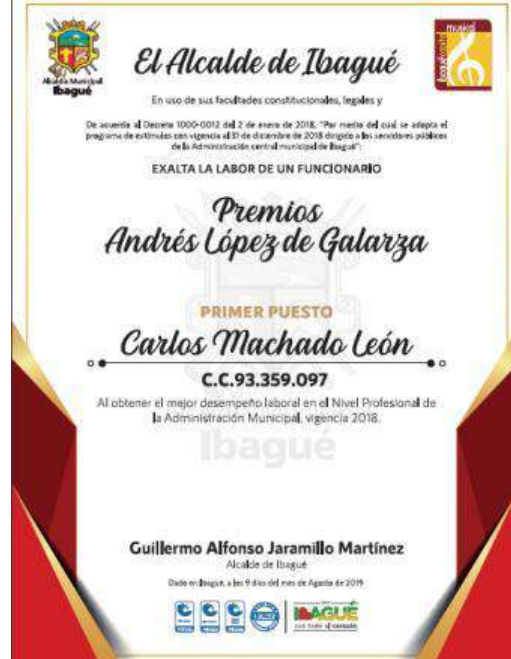 Alcaldía Municipal
Ibagué
musical
El Alcalde de Ibagué
En uso de sus facultades constitucionales, legales y
De acuerdo al Decreto 1000-0012 del 2 de enero de 2018, "Por medio del cual se adopta el
programa de estímulos con vigencia al 31 de diciembre de 2018 dirigido a los servidores públicos
de la Administración central municipal de Ibagué":
EXALTA LA LABOR DE UN FUNCIONARIO
Premios
Andrés López de Galarza
PRIMER PUESTO
Carlos Machado León
C.C.93.359.097
Al obtener el mejor desempeño laboral en el Nivel Profesional de
la Administración Municipal, vigencia 2018.
Ibagué
Guillermo Alfonso Jaramillo Martínez
Alcalde de Ibagué
Dado en Ibagué, a los 9 días del mes de Agosto de 2019
IBAGUÉ
con todo el corazón